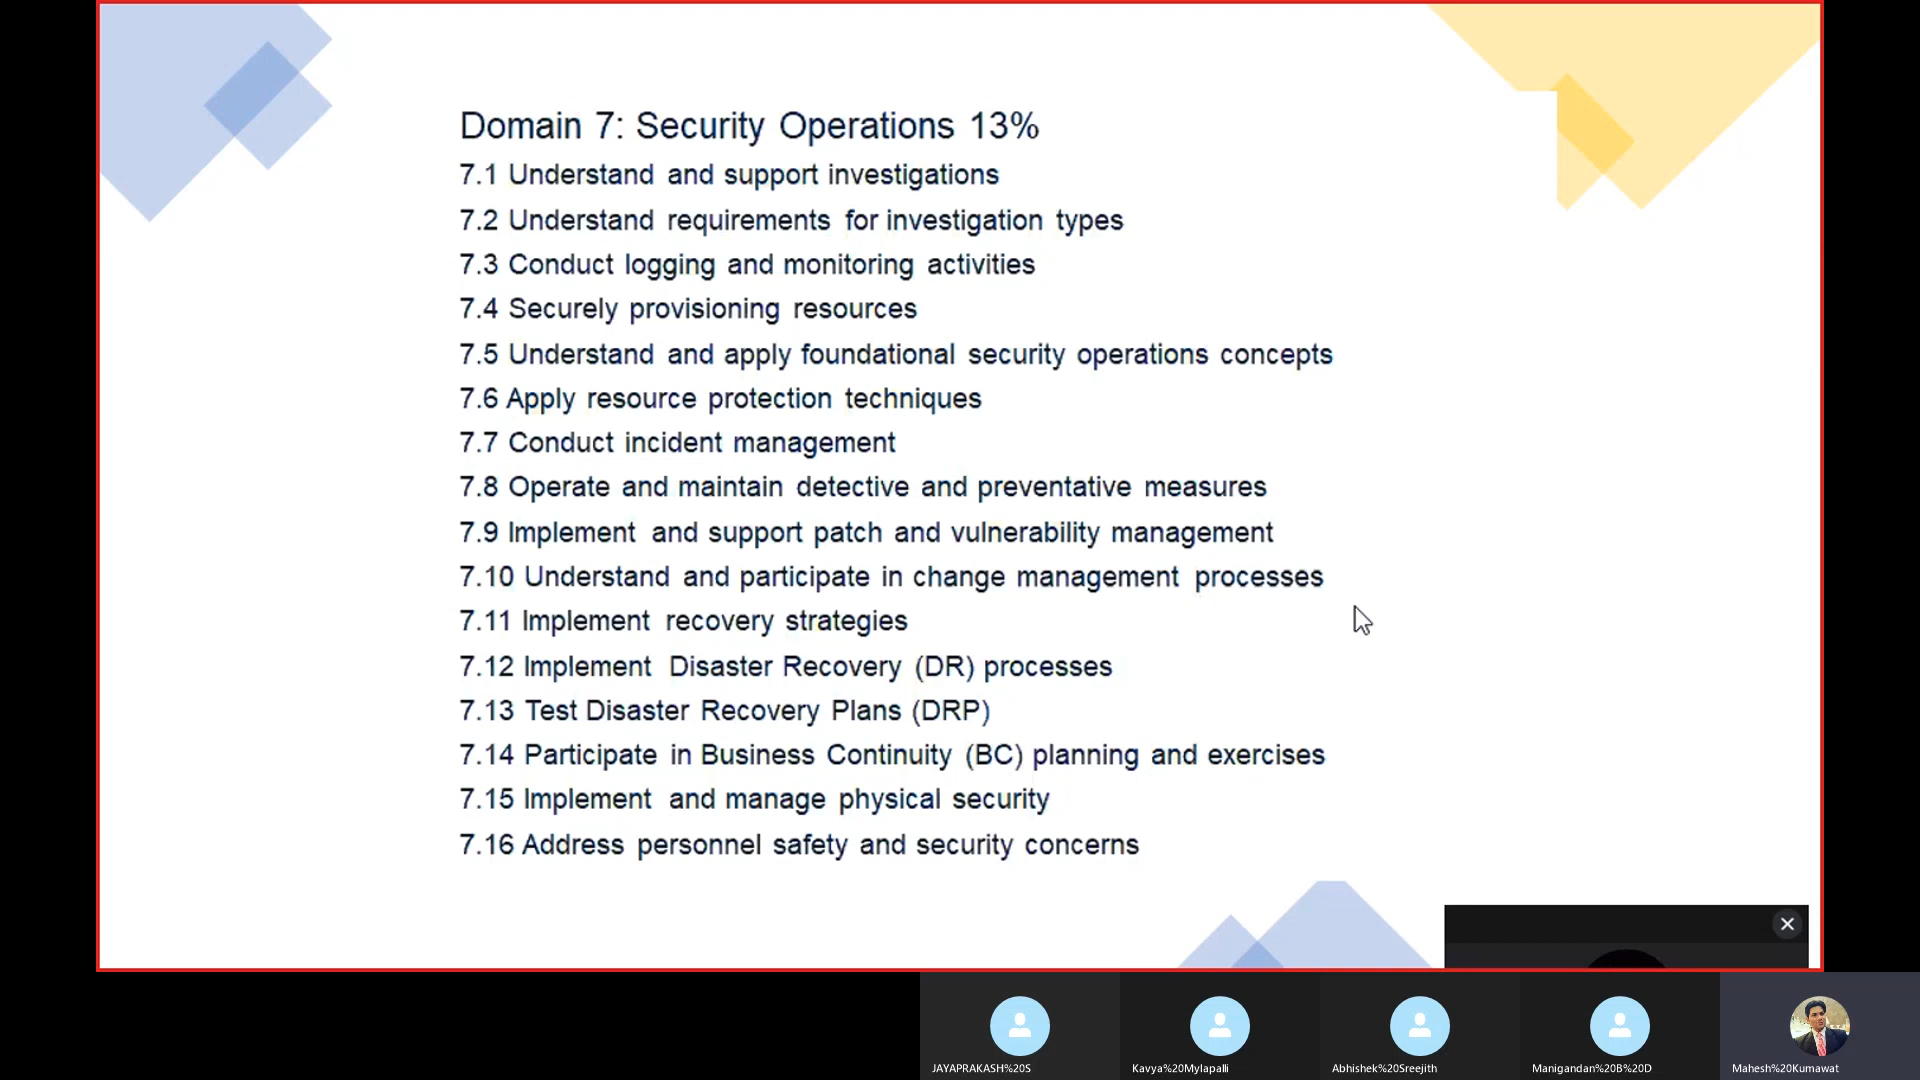 Domain 7: Security Operations 13%
7.1 Understand and support investigations
7.2 Understand requirements for investigation types
7.3 Conduct logging and monitoring activities
7.4 Securely provisioning resources
7.5 Understand and apply foundational security operations concepts
7.6 Apply resource protection techniques
7.7 Conduct incident management
7.8 Operate and maintain detective and preventative measures
7.9 Implement and support patch and vulnerability management
7.10 Understand and participate in change management processes
7.11 Implement recovery strategies
7.12 Implement Disaster Recovery (DR) processes
7.13 Test Disaster Recovery Plans (DRP)
7.14 Participate in Business Continuity (BC) planning and exercises
7.15 Implement and manage physical security
7.16 Address personnel safety and security concerns
JAYAPRAKASH%20S
Kavya%20Mylapalli
Abhishek%20Sreejith
Manigandan%20B%20D
Mahesh%20Kumawat